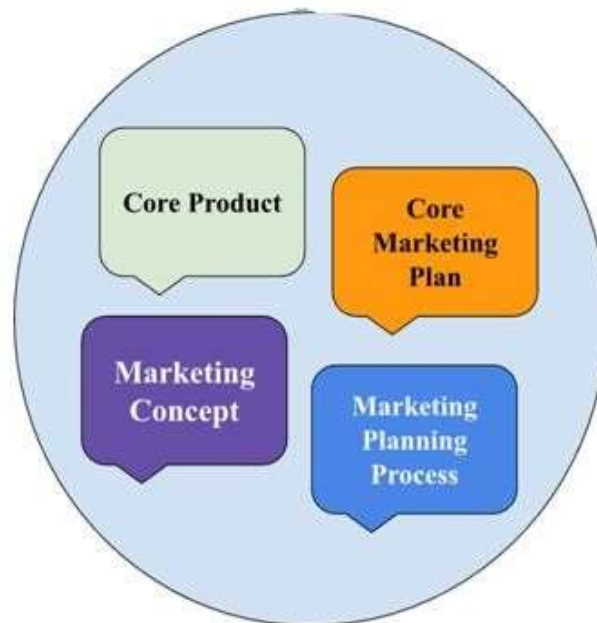 Core Product
Core
Marketing
Plan
Marketing
Concept
Marketing
Planning
Process